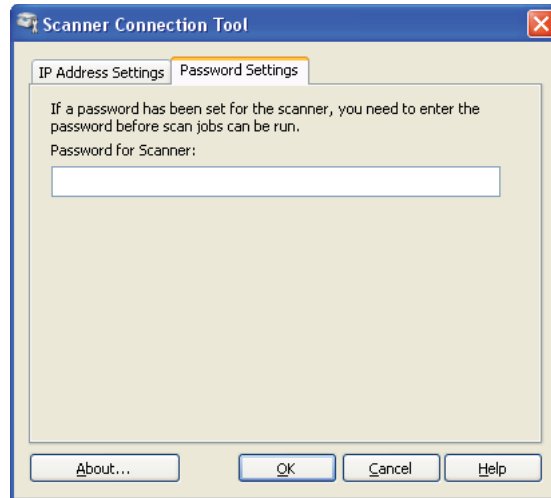 Scanner Connection Tool
IP Address Settings
Password Settings
If a password has been set for the scanner, you need to enter the
password before scan jobs can be run.
Password for Scanner:
About...
OK
Cancel
Help